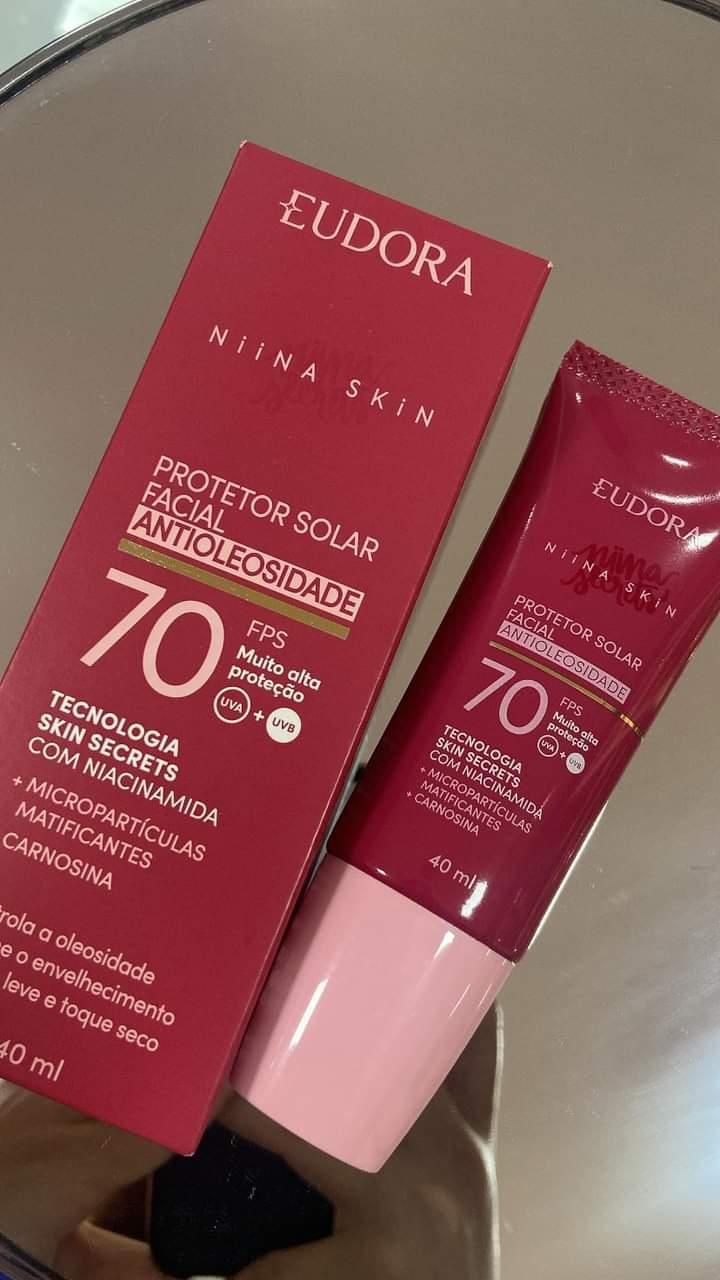 EUDORA
NiiNA SKiN
PROTETOR SOLAR
FACIAL
ANTIOLEOSIDADE
70
FPS
Muito alta
proteção
UVA + UVB
TECNOLOGIA
SKIN SECRETS
COM NIACINAMIDA
+ MICROPARTÍCULAS
MATIFICANTES
CARNOSINA
a oleosidade
o envelhecimento
leve e toque seco
40 ml
EUDORA
niina
secrets
NiiNA SKiN
PROTETOR SOLAR
FACIAL
ANTIOLEOSIDADE
70
FPS
Muito alta
proteção
UVA + UVB
TECNOLOGIA
SKIN SECRETS
COM NIACINAMIDA
+ MICROPARTÍCULAS
MATIFICANTES
+ CARNOSINA
40 ml